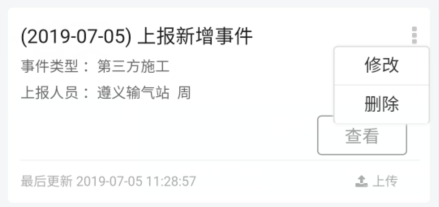 (2019-07-05) 上报新增事件
事件类型： 第三方施工
上报人员： 遵义输气站 周
修改
删除
查看
最后更新 2019-07-05 11:28:57
上传